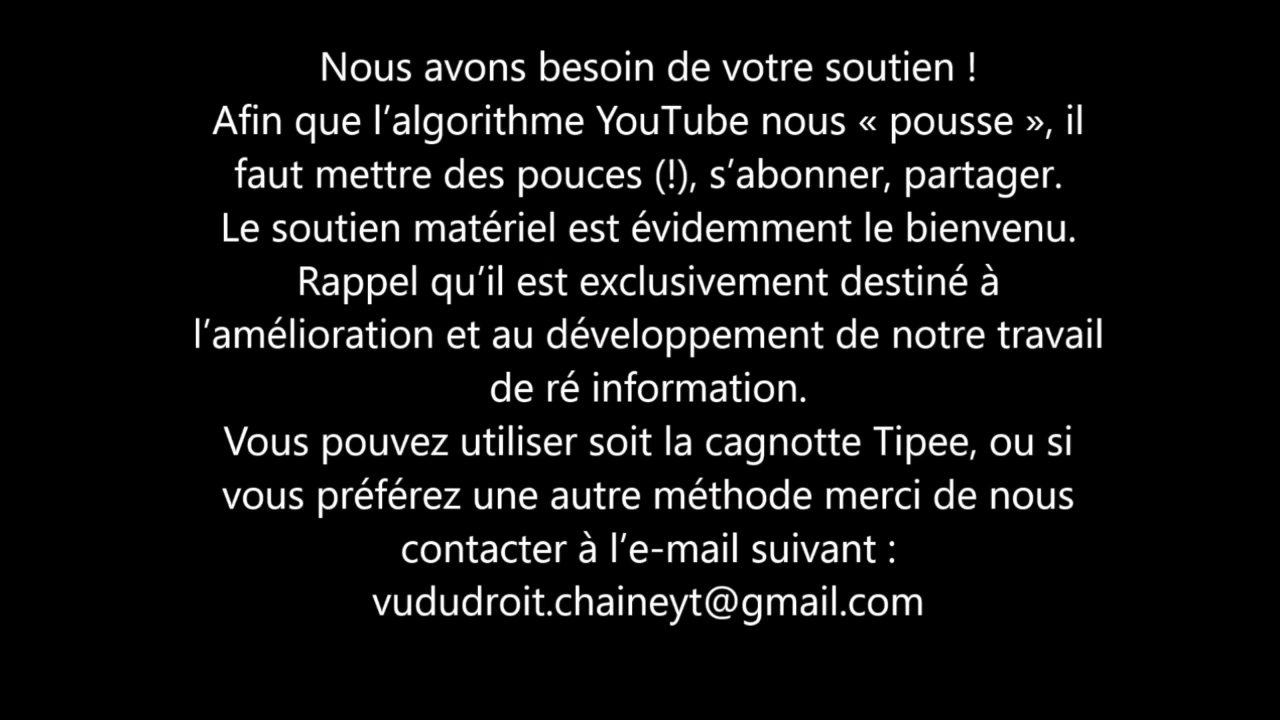 Nous avons besoin de votre soutien !
Afin que l’algorithme YouTube nous « pousse », il
faut mettre des pouces (!), s’abonner, partager.
Le soutien matériel est évidemment le bienvenu.
Rappel qu’il est exclusivement destiné à
l’amélioration et au développement de notre travail
de ré information.
Vous pouvez utiliser soit la cagnotte Tipee, ou si
vous préférez une autre méthode merci de nous
contacter à l’e-mail suivant :
vududroit.chaineyt@gmail.com